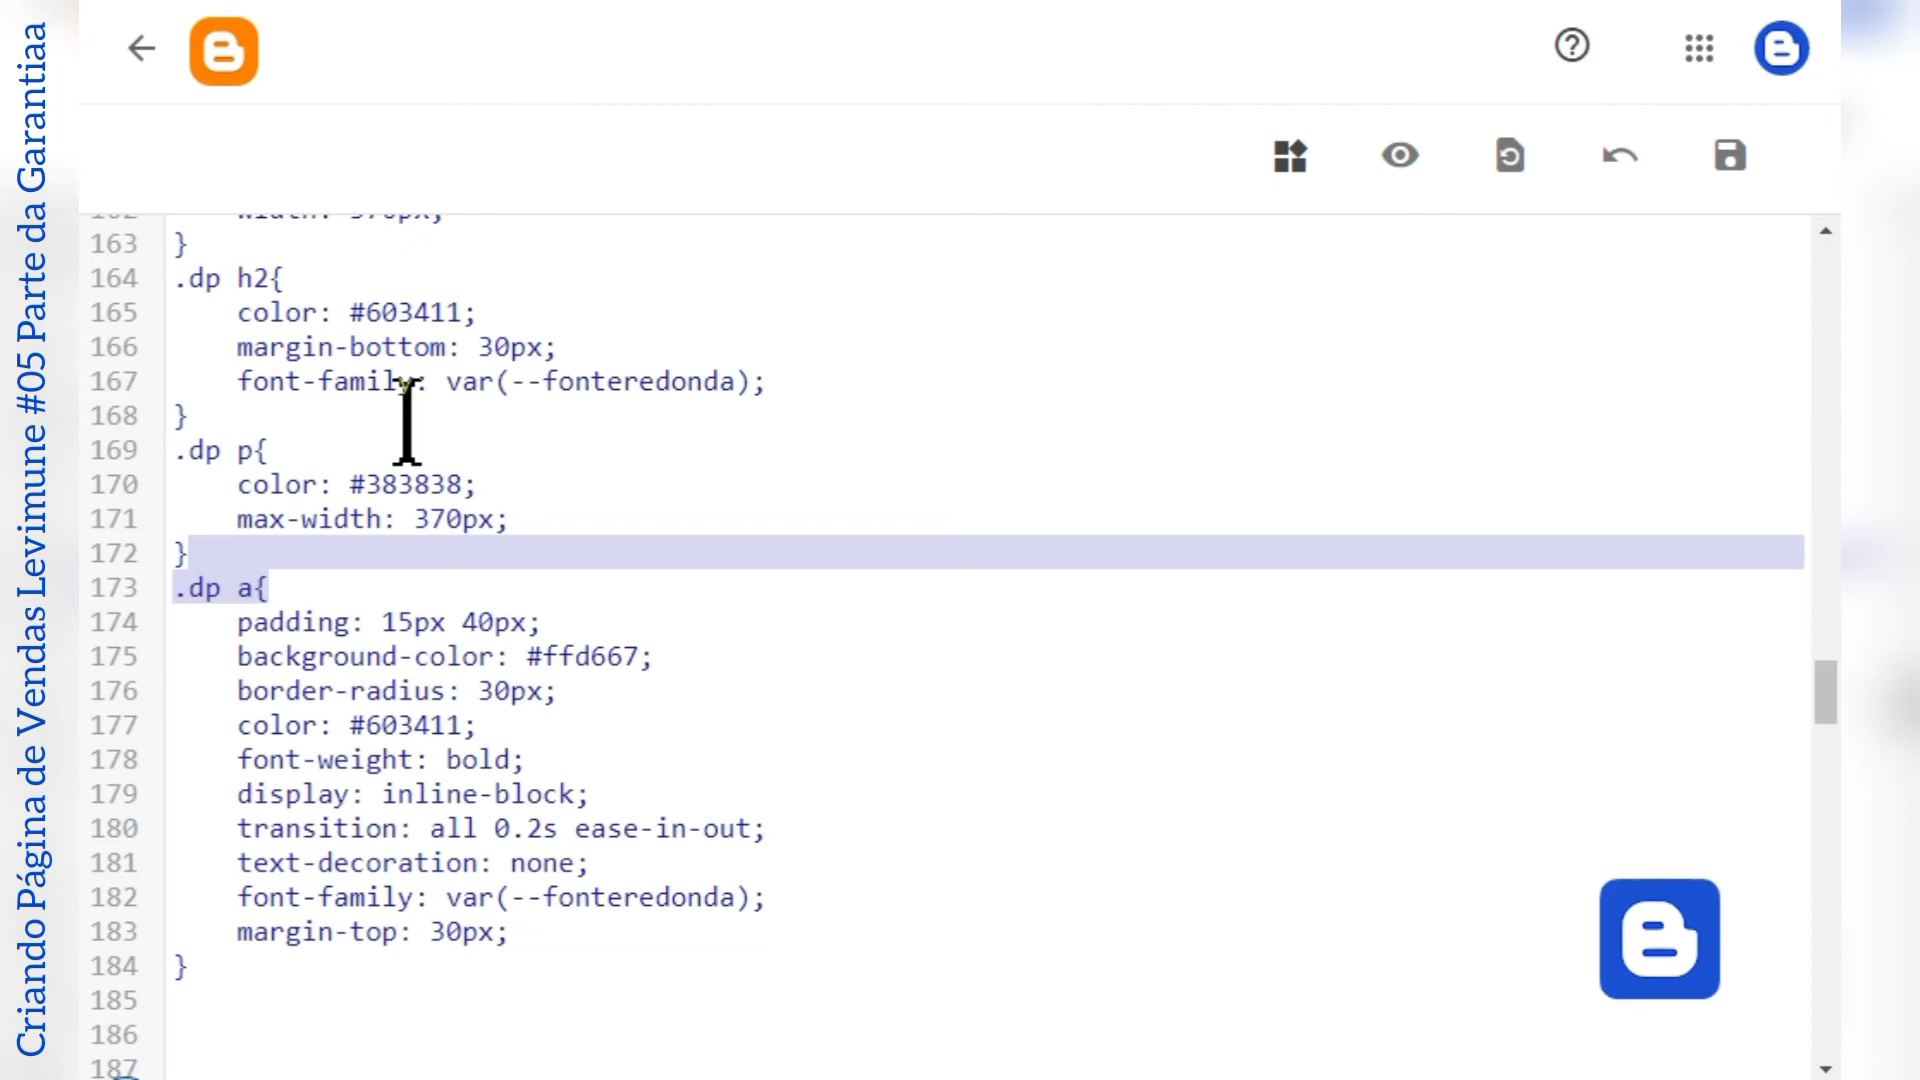 Criando Página de Vendas Levimune #05 Parte da Garantiaa
162 width: 370px;
163 }
164 .dp h2{
165 color: #603411;
166 margin-bottom: 30px;
167 font-family: var(--fonteredonda);
168 }
169 .dp p{
170 color: #383838;
171 max-width: 370px;
172 }
173 .dp a{
174 padding: 15px 40px;
175 background-color: #ffd667;
176 border-radius: 30px;
177 color: #603411;
178 font-weight: bold;
179 display: inline-block;
180 transition: all 0.2s ease-in-out;
181 text-decoration: none;
182 font-family: var(--fonteredonda);
183 margin-top: 30px;
184 }
185
186
187